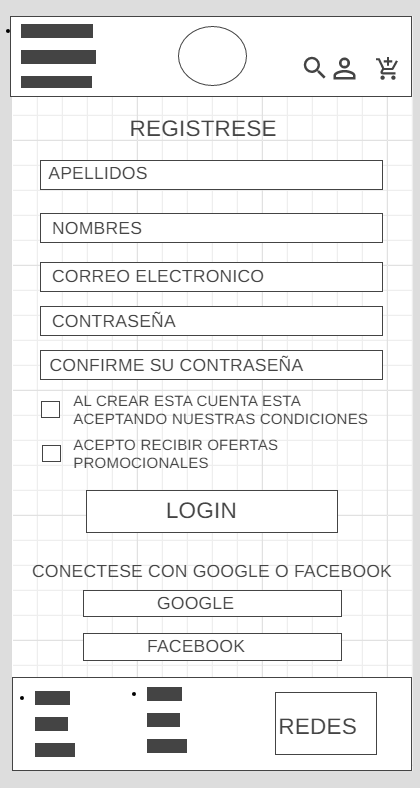 REGISTRESE
APELLIDOS
NOMBRES
CORREO ELECTRONICO
CONTRASEÑA
CONFIRME SU CONTRASEÑA
AL CREAR ESTA CUENTA ESTA
ACEPTANDO NUESTRAS CONDICIONES
ACEPTO RECIBIR OFERTAS
PROMOCIONALES
LOGIN
CONECTESE CON GOOGLE O FACEBOOK
GOOGLE
FACEBOOK
REDES